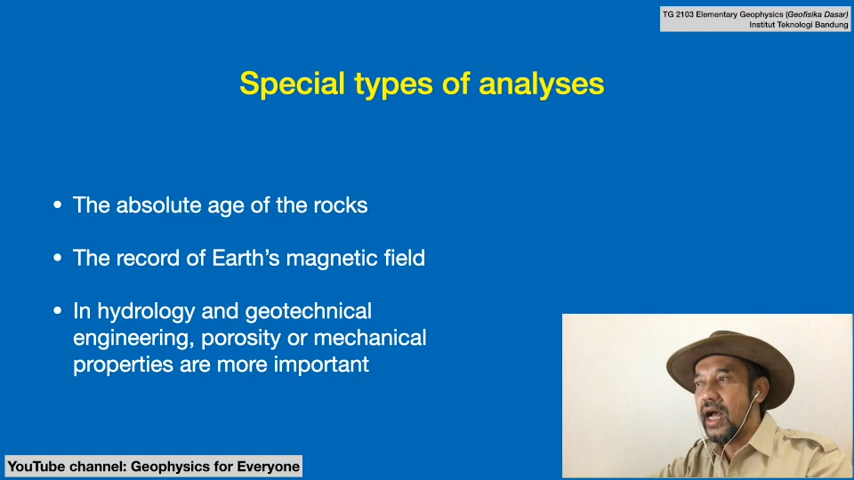 TG 2103 Elementary Geophysics (Geofisika Dasar)
Institut Teknologi Bandung
Special types of analyses
• The absolute age of the rocks
• The record of Earth’s magnetic field
• In hydrology and geotechnical
engineering, porosity or mechanical
properties are more important
YouTube channel: Geophysics for Everyone